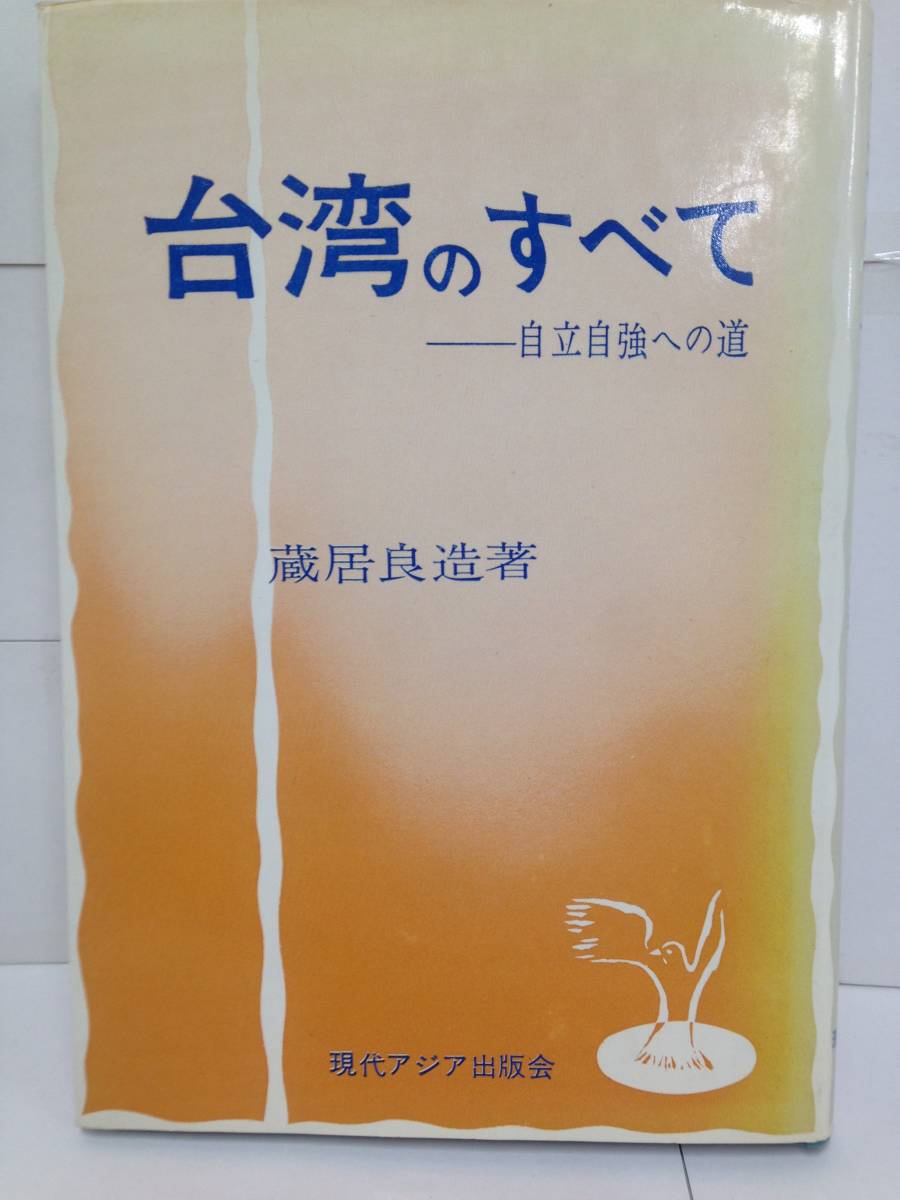 台湾のすべて
――自立自強への道
蔵居良造著
現代アジア出版会